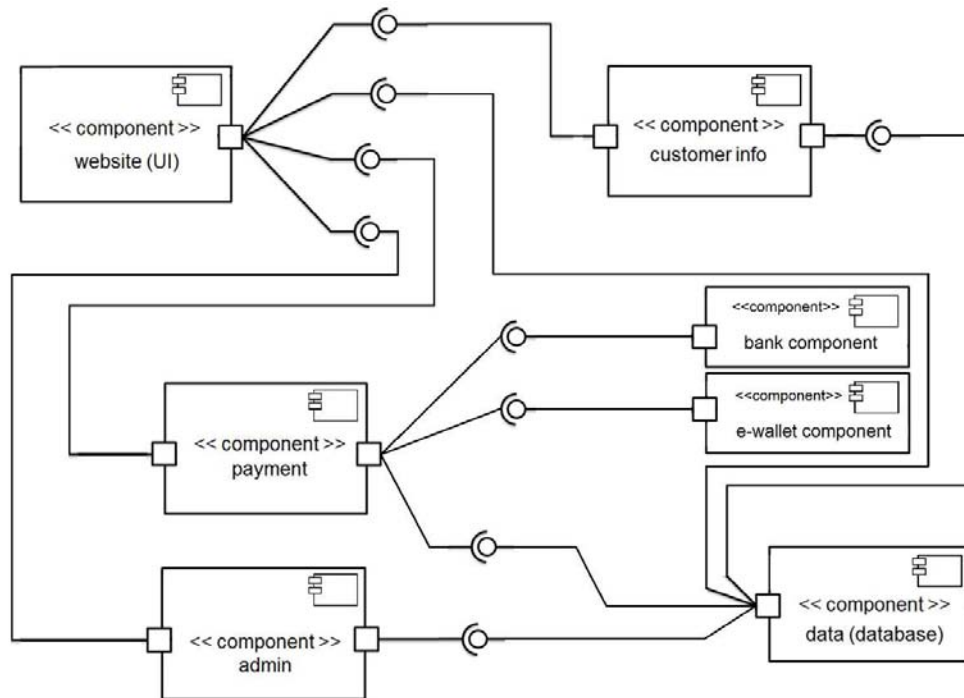 << component >>
website (UI)
<< component >>
customer info
<<component>>
bank component
<<component>>
e-wallet component
<< component >>
payment
<< component >>
data (database)
<< component >>
admin